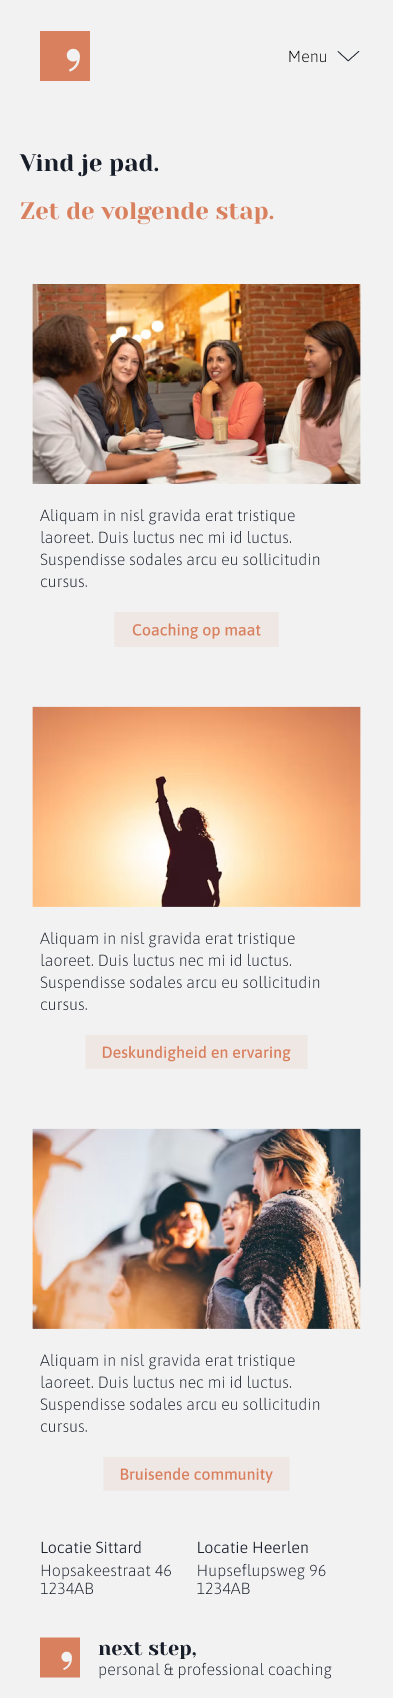 ,
Menu
Vind je pad.
Zet de volgende stap.
Aliquam in nisl gravida erat tristique
laoreet. Duis luctus nec mi id luctus.
Suspendisse sodales arcu eu sollicitudin
cursus.
Coaching op maat
Aliquam in nisl gravida erat tristique
laoreet. Duis luctus nec mi id luctus.
Suspendisse sodales arcu eu sollicitudin
cursus.
Deskundigheid en ervaring
Aliquam in nisl gravida erat tristique
laoreet. Duis luctus nec mi id luctus.
Suspendisse sodales arcu eu sollicitudin
cursus.
Bruisende community
Locatie Sittard
Hopsakeestraat 46
1234AB
Locatie Heerlen
Hupseflupsweg 96
1234AB
,
next step,
personal & professional coaching